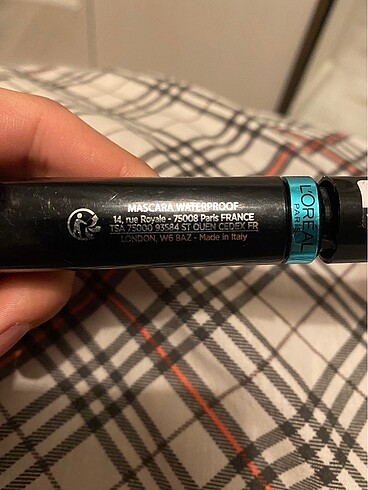 MASCARA WATERPROOF
14, rue Royale - 75008 Paris FRANCE
TSA 75000 93584 ST OUEN CEDEX FR
LONDON, W6 8AZ - Made in Italy
L'ORÉAL
PARIS